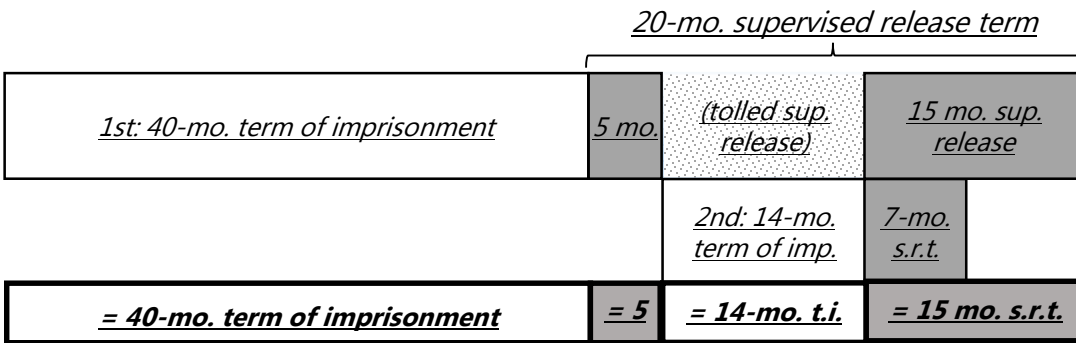 20-mo. supervised release term
1st: 40-mo. term of imprisonment
5 mo.
(tolled sup.
release)
15 mo. sup.
release
2nd: 14-mo.
term of imp.
7-mo.
s.r.t.
= 40-mo. term of imprisonment
= 5
= 14-mo. t.i.
= 15 mo. s.r.t.